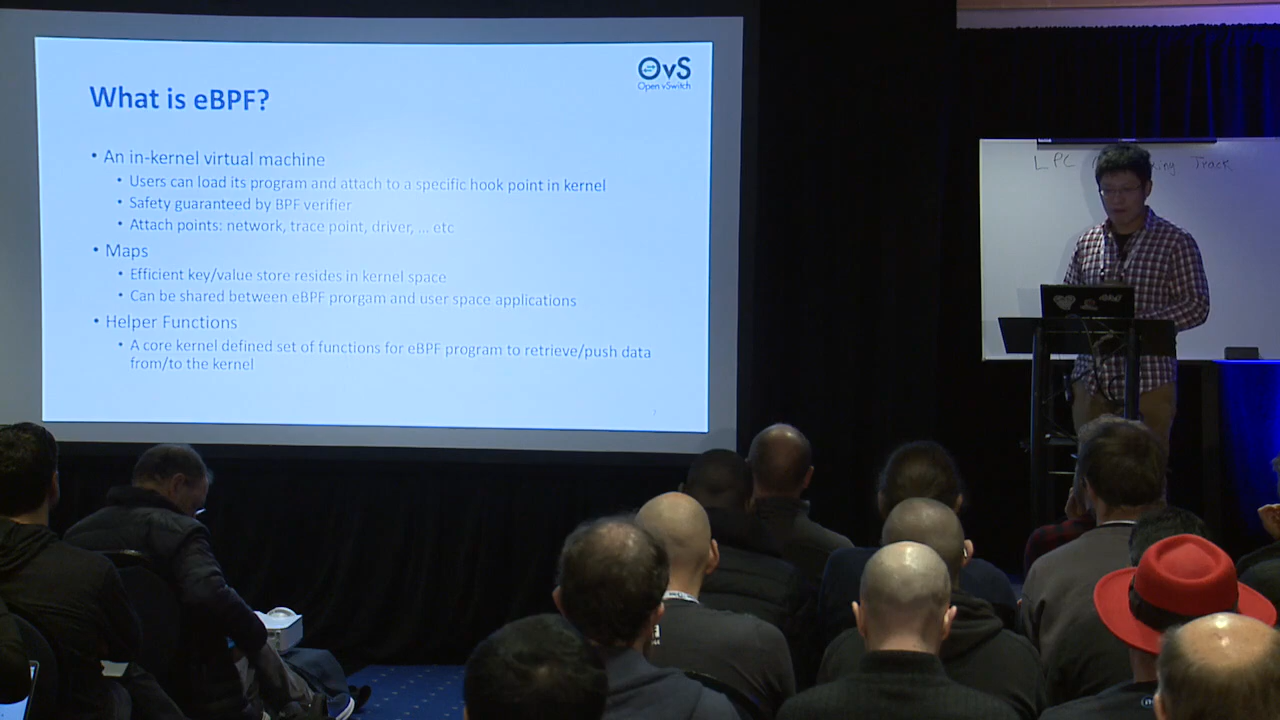 OvS
Open vSwitch
What is eBPF?
• An in-kernel virtual machine
• Users can load its program and attach to a specific hook point in kernel
• Safety guaranteed by BPF verifier
• Attach points: network, trace point, driver, ... etc
• Maps
• Efficient key/value store resides in kernel space
• Can be shared between eBPF prorgam and user space applications
• Helper Functions
• A core kernel defined set of functions for eBPF program to retrieve/push data
from/to the kernel
7
LPC Track